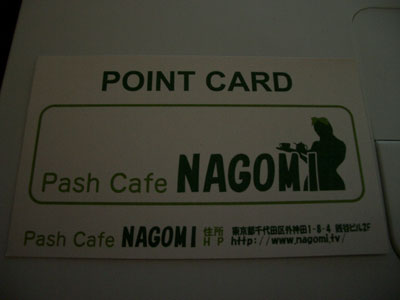 POINT CARD
Pash Cafe NAGOMI
Pash Cafe NAGOMI 住所 東京都千代田区外神田1-8-4
HP http://www.nagomi.tv/